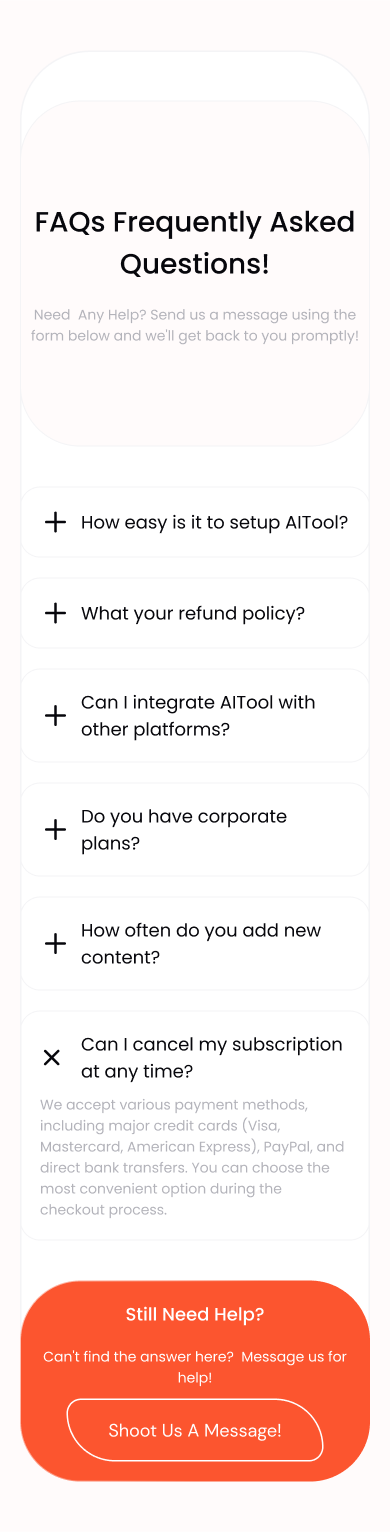 FAQs Frequently Asked
Questions!
Need  Any Help? Send us a message using the
form below and we'll get back to you promptly!
How easy is it to setup AITool?
What your refund policy?
Can I integrate AITool with
other platforms?
Do you have corporate
plans?
How often do you add new
content?
Can I cancel my subscription
at any time?
We accept various payment methods,
including major credit cards (Visa,
Mastercard, American Express), PayPal, and
direct bank transfers. You can choose the
most convenient option during the
checkout process.
Still Need Help?
Can't find the answer here?  Message us for
help!
Shoot Us A Message!